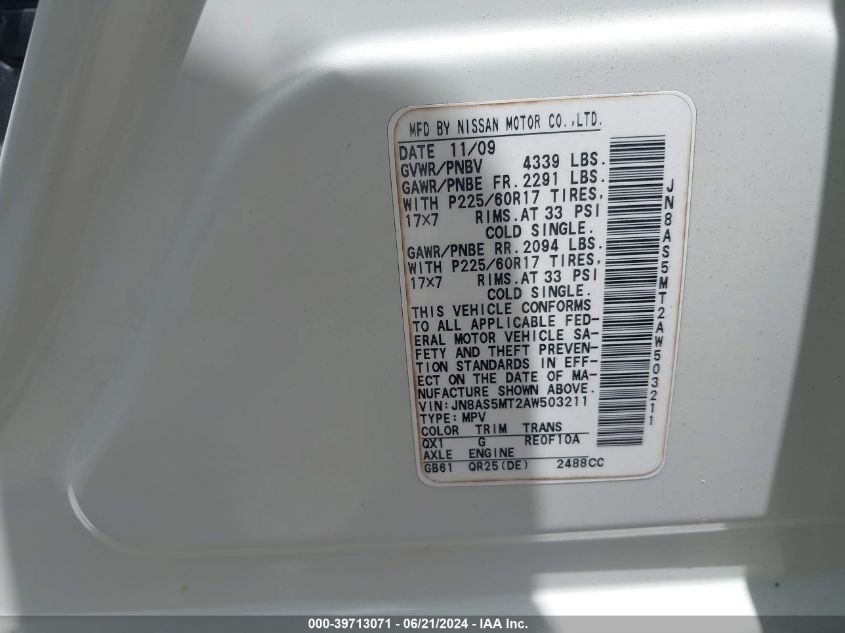 MFD BY NISSAN MOTOR CO.,LTD.
DATE 11/09
GVWR/PNBV 4339 LBS.
GAWR/PNBE FR. 2291 LBS.
WITH P225/60R17 TIRES,
17x7 RIMS. AT 33 PSI
COLD SINGLE.
GAWR/PNBE RR. 2094 LBS.
WITH P225/60R17 TIRES,
17x7 RIMS. AT 33 PSI
COLD SINGLE.
THIS VEHICLE CONFORMS
TO ALL APPLICABLE FED-
ERAL MOTOR VEHICLE SA-
FETY AND THEFT PREVEN-
TION STANDARDS IN EFF-
ECT ON THE DATE OF MA-
NUFACTURE SHOWN ABOVE.
VIN:JN8AS5MT2AW503211
TYPE:MPV
COLOR TRIM TRANS
QX1 G RE0F10A
AXLE ENGINE
GB61 QR25(DE) 2488CC
JN8AS5MT2AW503211
000-39713071 - 06/21/2024 - IAA Inc.